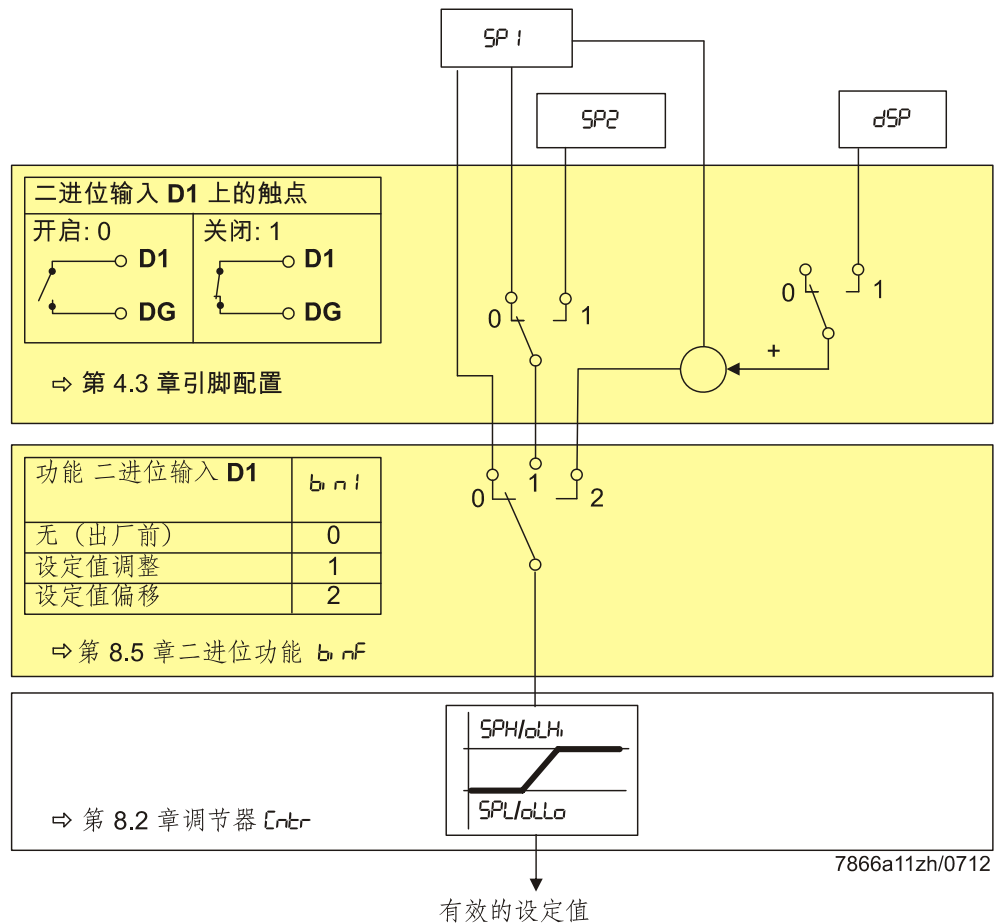 SP1
SP2
dSP
二进位输入 D1 上的触点
开启: 0
关闭: 1
D1
D1
DG
DG
0
1
0
1
+
⇨ 第 4.3 章引脚配置
功能 二进位输入 D1
bin1
无（出厂前）
0
设定值调整
1
设定值偏移
2
0
1
2
⇨ 第 8.5 章二进位功能 binF
SPH/oLHi
SPL/oLLo
⇨ 第 8.2 章调节器 Cntr
7866a11zh/0712
有效的设定值